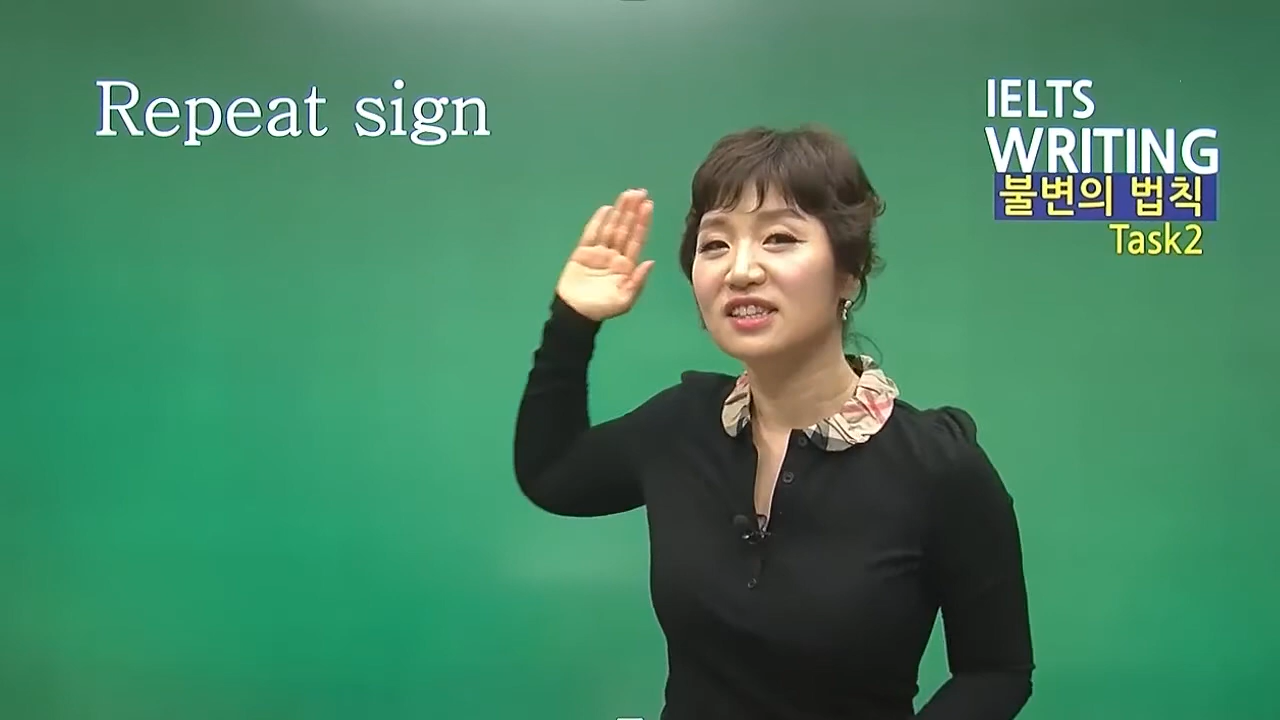 Repeat sign
IELTS
WRITING
불변의 법칙
Task2